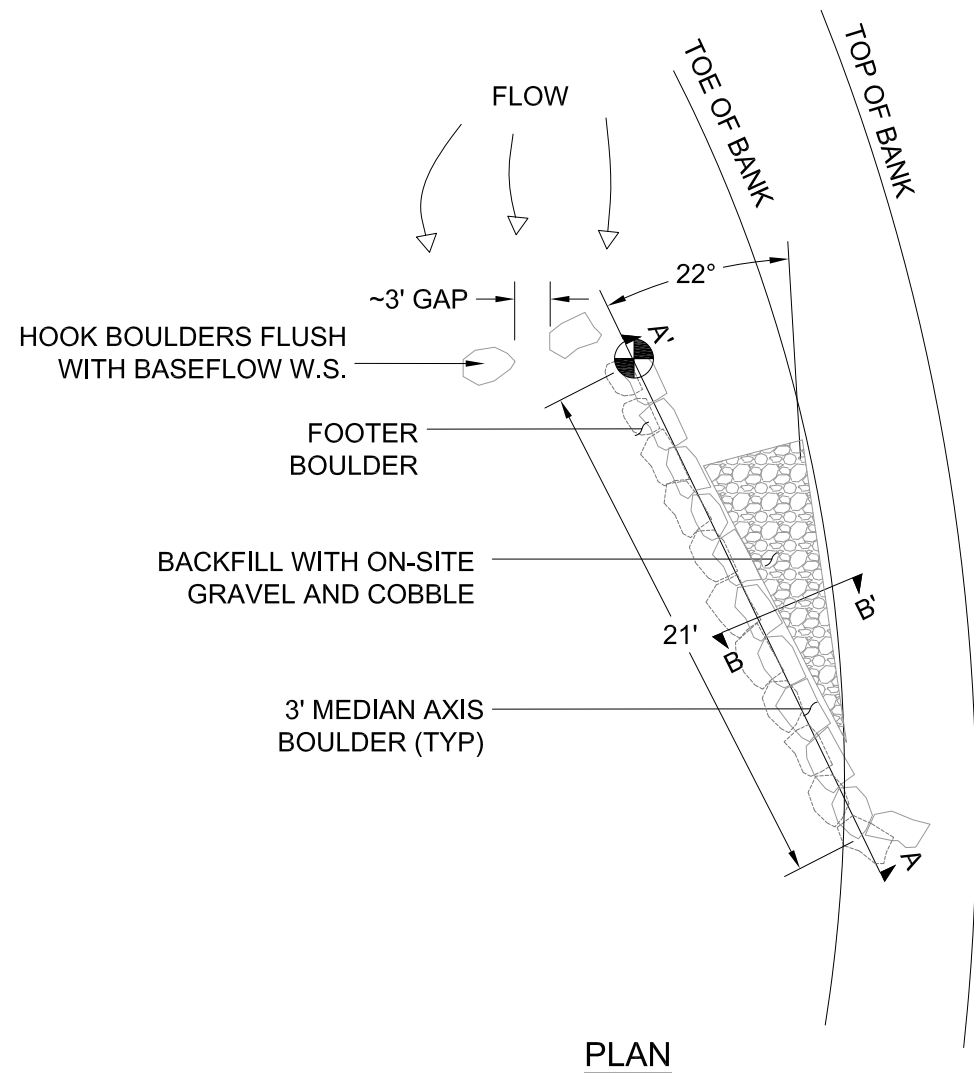 FLOW
TOE OF BANK
TOP OF BANK
22°
~3' GAP
HOOK BOULDERS FLUSH
WITH BASEFLOW W.S.
A'
FOOTER
BOULDER
BACKFILL WITH ON-SITE
GRAVEL AND COBBLE
B'
21'
B
3' MEDIAN AXIS
BOULDER (TYP)
A
PLAN